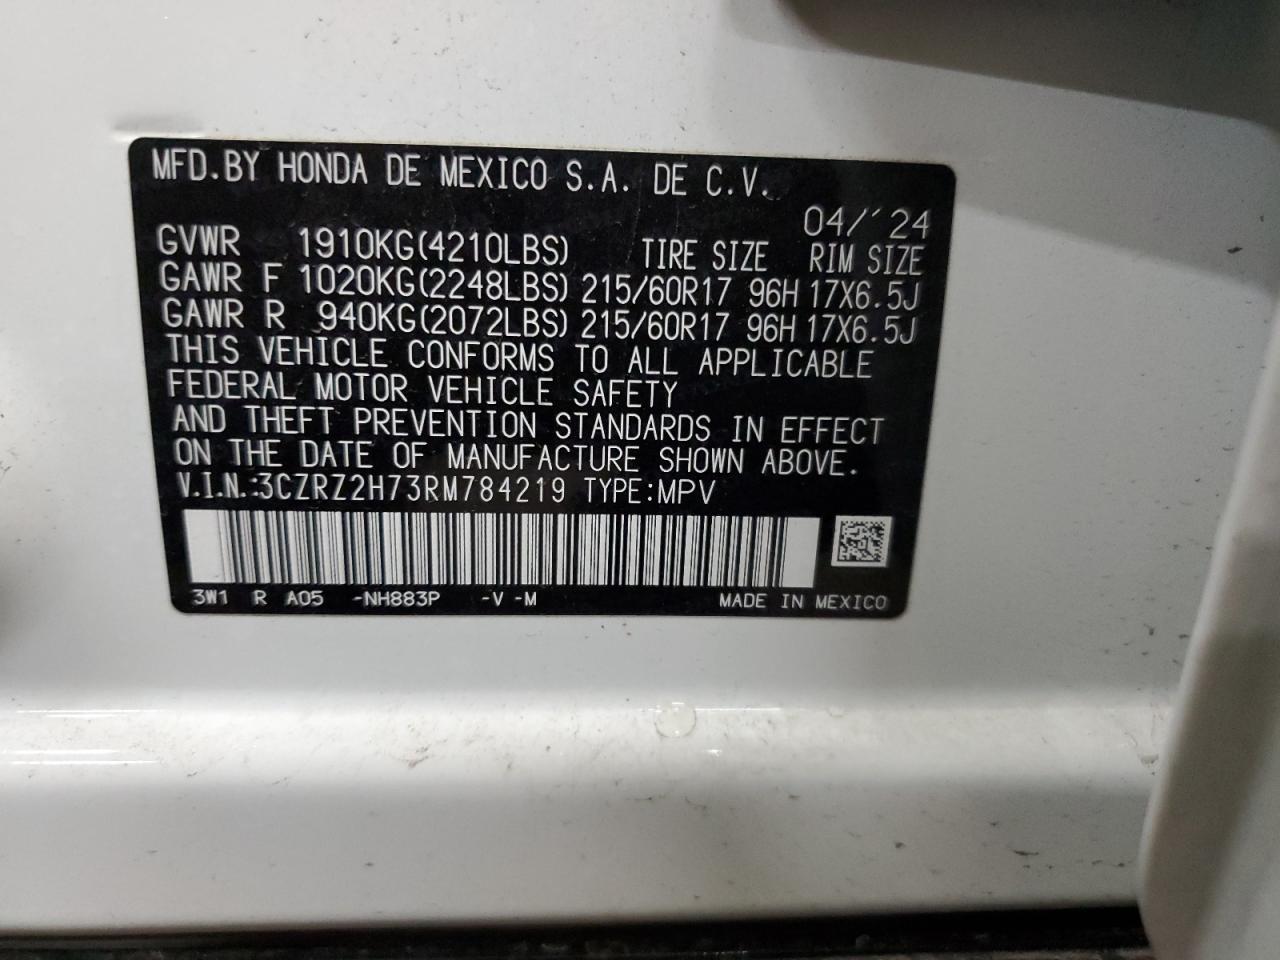 MFD.BY HONDA DE MEXICO S.A. DE C.V.
04/'24
GVWR 1910KG(4210LBS) TIRE SIZE RIM SIZE
GAWR F 1020KG(2248LBS) 215/60R17 96H 17X6.5J
GAWR R 940KG(2072LBS) 215/60R17 96H 17X6.5J
THIS VEHICLE CONFORMS TO ALL APPLICABLE
FEDERAL MOTOR VEHICLE SAFETY
AND THEFT PREVENTION STANDARDS IN EFFECT
ON THE DATE OF MANUFACTURE SHOWN ABOVE.
V.I.N.:3CZRZ2H73RM784219 TYPE:MPV
3W1 R A05 -NH883P -V -M MADE IN MEXICO